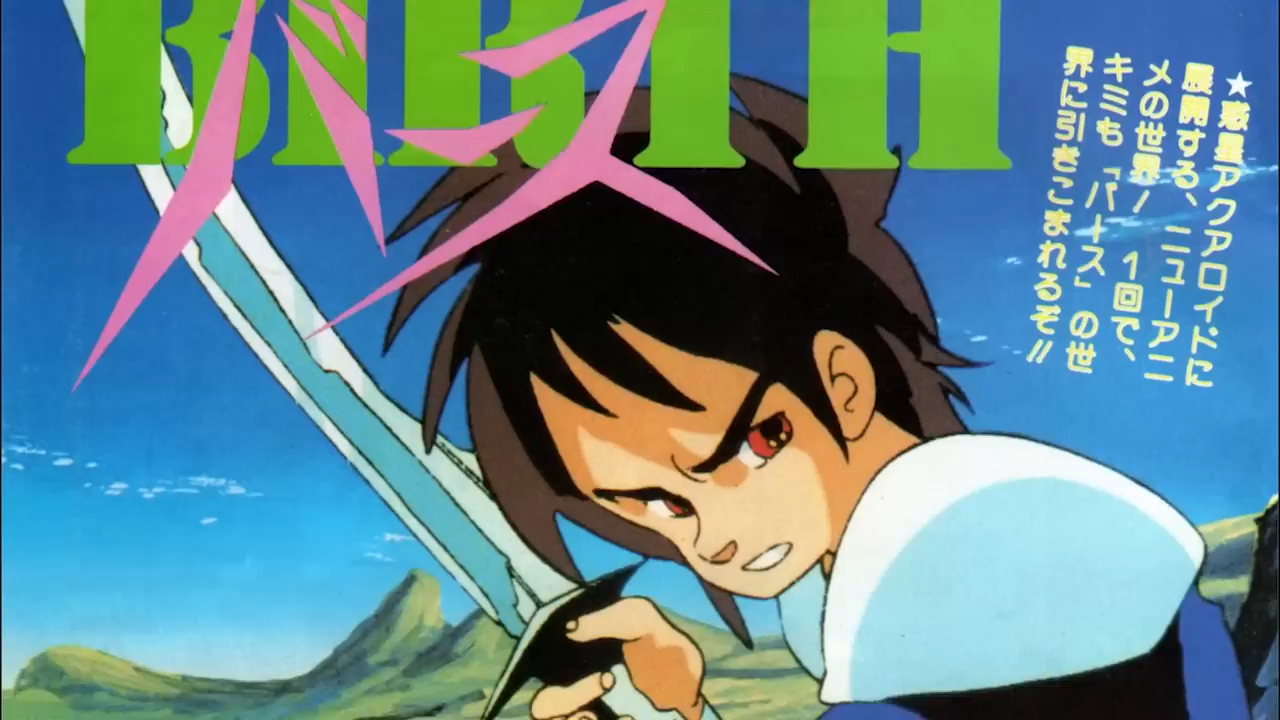 BIRTH
バース
★惑星アクアロイドに
展開する、ニューアニ
メの世界!1回で、
キミも「バース」の世
界に引きこまれるぞ!!